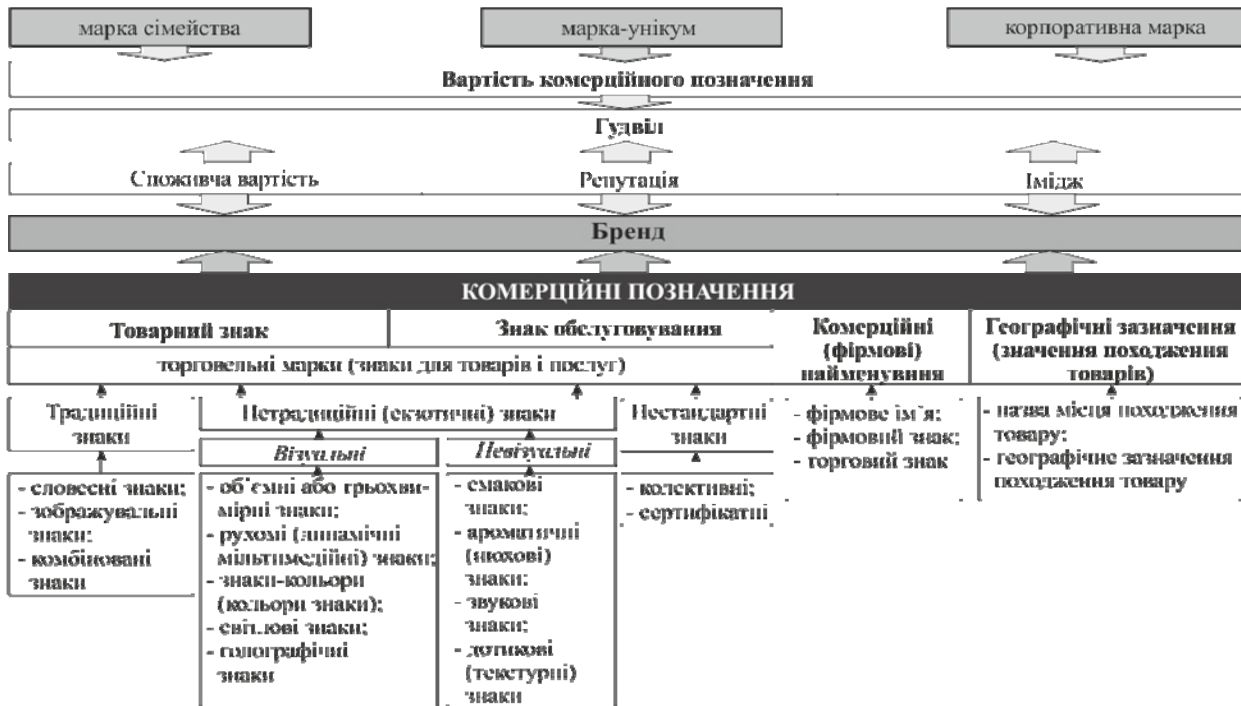 марка сімейства
марка-унікум
корпоративна марка
Вартість комерційного позначення
Гудвіл
Споживча вартість
Репутація
Імідж
Бренд
КОМЕРЦІЙНІ ПОЗНАЧЕННЯ
Товарний знак
Знак обслуговування
торговельні марки (знаки для товарів і послуг)
Комерційні
(фірмові)
найменувння
Географічні зазначення
(значення походження
товарів)
Традиційні
знаки
Нетрадиційні (екзотичні) знаки
Нестандартні
знаки
- фірмове ім'я;
- фірмовий знак;
- торговий знак
- назва місця походження
товару;
- географічне зазначення
походження товару
Візуальні
Невізуальні
- словесні знаки;
- зображувальні
знаки;
- комбіновані
знаки
- об'ємні або трьохви-
мірні знаки;
- рухомі (динамічні
мільтимедійні) знаки;
- знаки-кольори
(кольори знаки);
- світлові знаки;
- голографічні
знаки
- смакові
знаки;
- ароматичні
(нюхові)
знаки;
- звукові
знаки;
- дотикові
(текстурні)
знаки
- колективні;
- сертифікатні